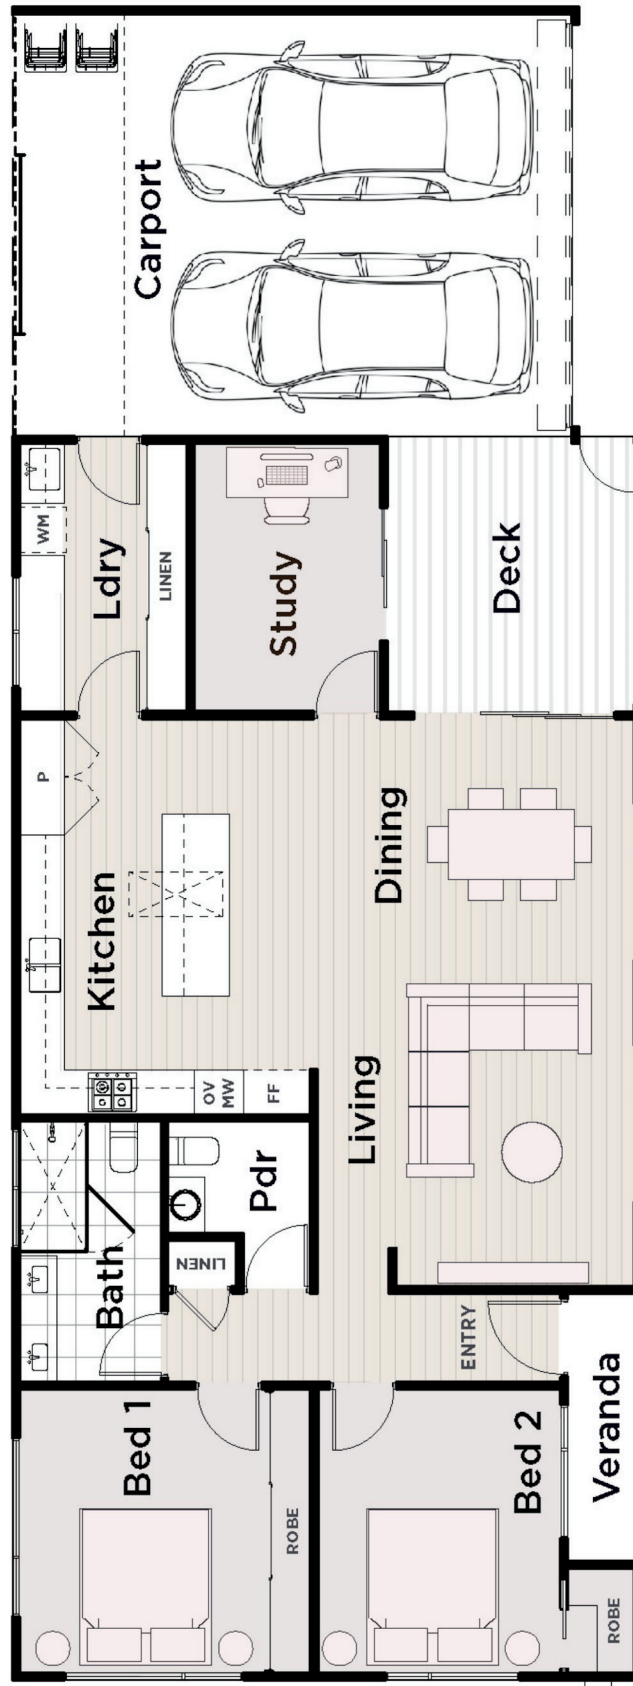 Carport
WM
Ldry
LINEN
Study
Deck
P
Kitchen
Dining
OV
MW
FF
Living
Pdr
Bath
LINEN
ENTRY
Bed 1
ROBE
Bed 2
Veranda
ROBE